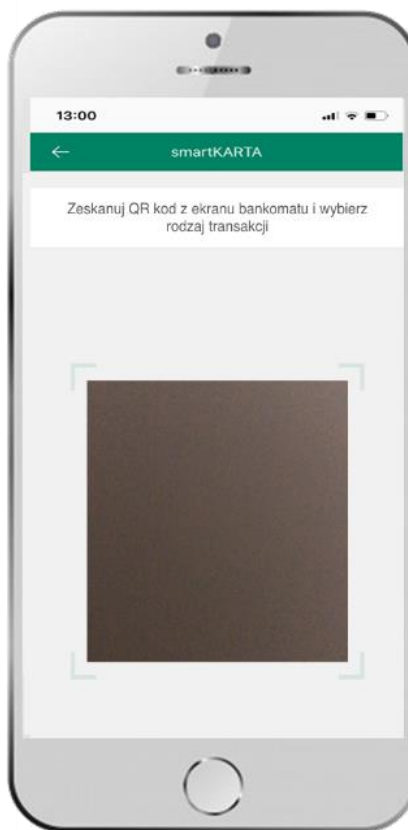 13:00
smartKARTA
Zeskanuj QR kod z ekranu bankomatu i wybierz
rodzaj transakcji